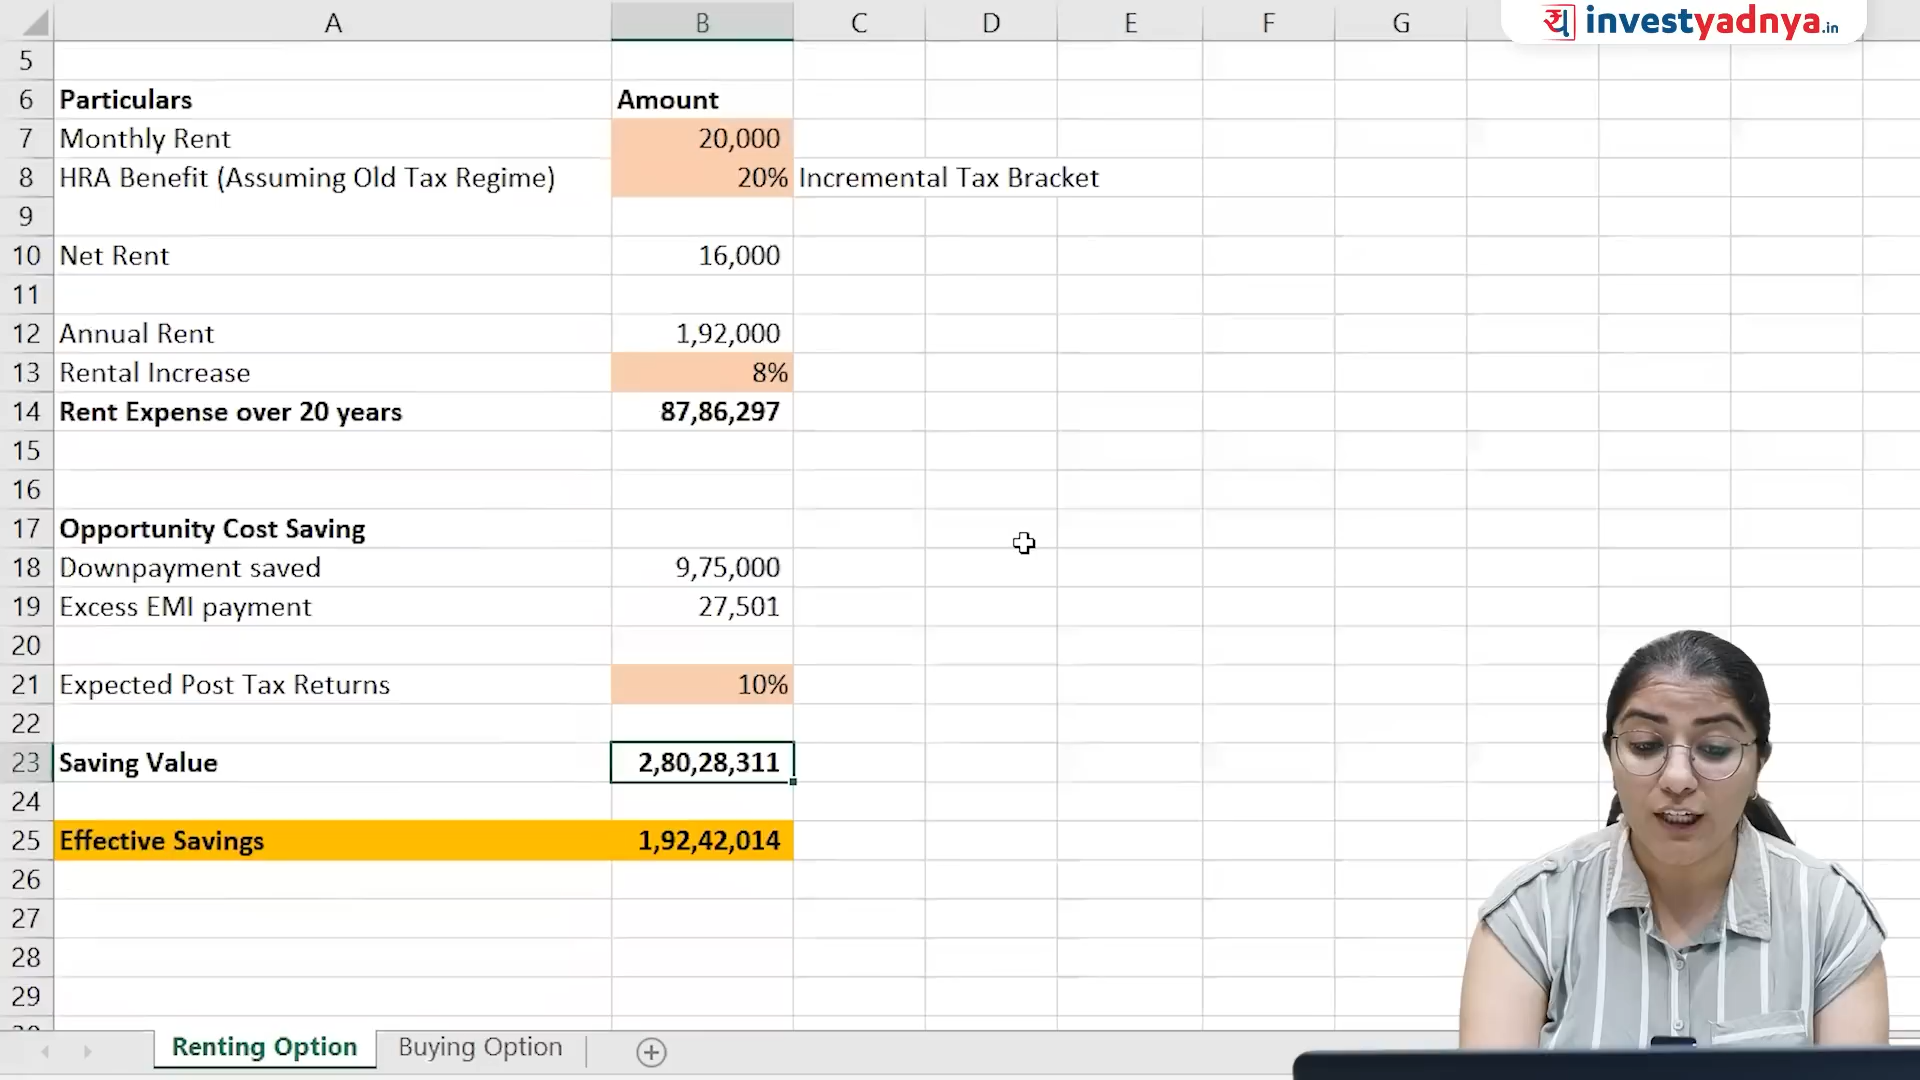 A B C D E F G
यू investyadnya.in
5
6 Particulars Amount
7 Monthly Rent 20,000
8 HRA Benefit (Assuming Old Tax Regime) 20% Incremental Tax Bracket
9
10 Net Rent 16,000
11
12 Annual Rent 1,92,000
13 Rental Increase 8%
14 Rent Expense over 20 years 87,86,297
15
16
17 Opportunity Cost Saving
18 Downpayment saved 9,75,000
19 Excess EMI payment 27,501
20
21 Expected Post Tax Returns 10%
22
23 Saving Value 2,80,28,311
24
25 Effective Savings 1,92,42,014
26
27
28
29
Renting Option Buying Option